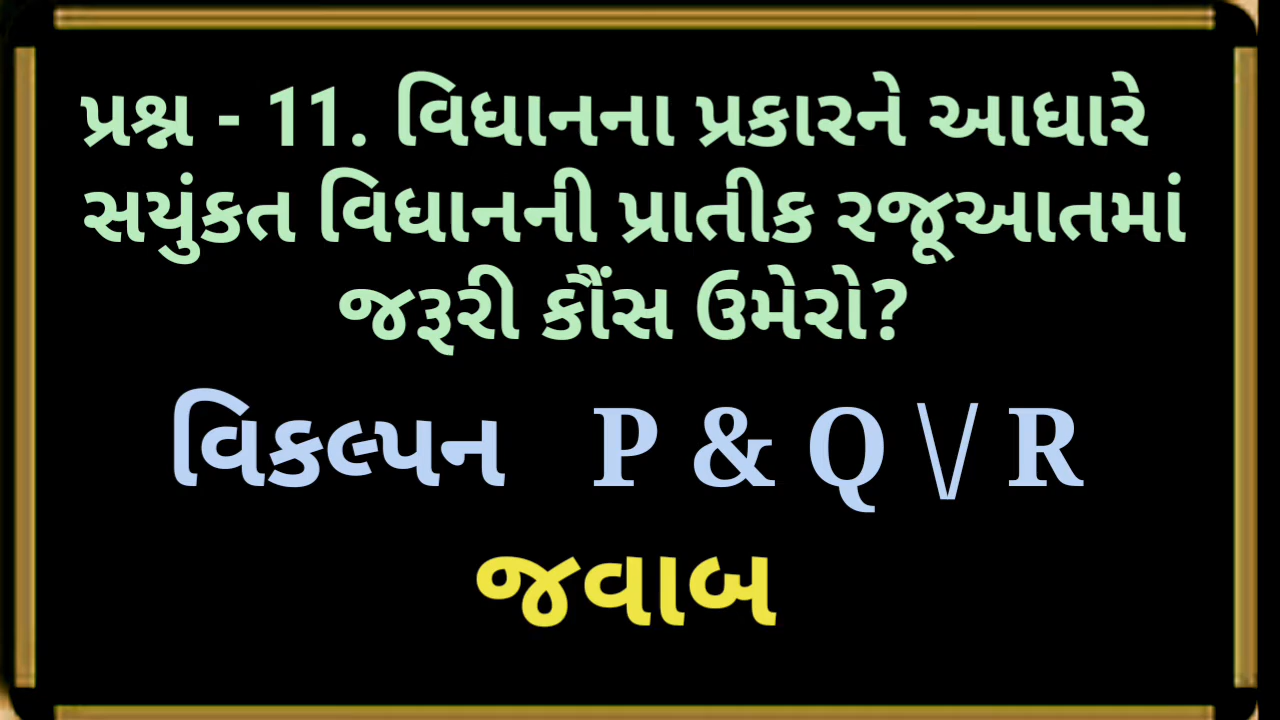 પ્રશ્ન - 11. વિધાનના પ્રકારને આધારે
સયુંકત વિધાનની પ્રાતીક રજૂઆતમાં
જરૂરી કૌંસ ઉમેરો?
વિકલ્પન P & Q \/ R
જવાબ